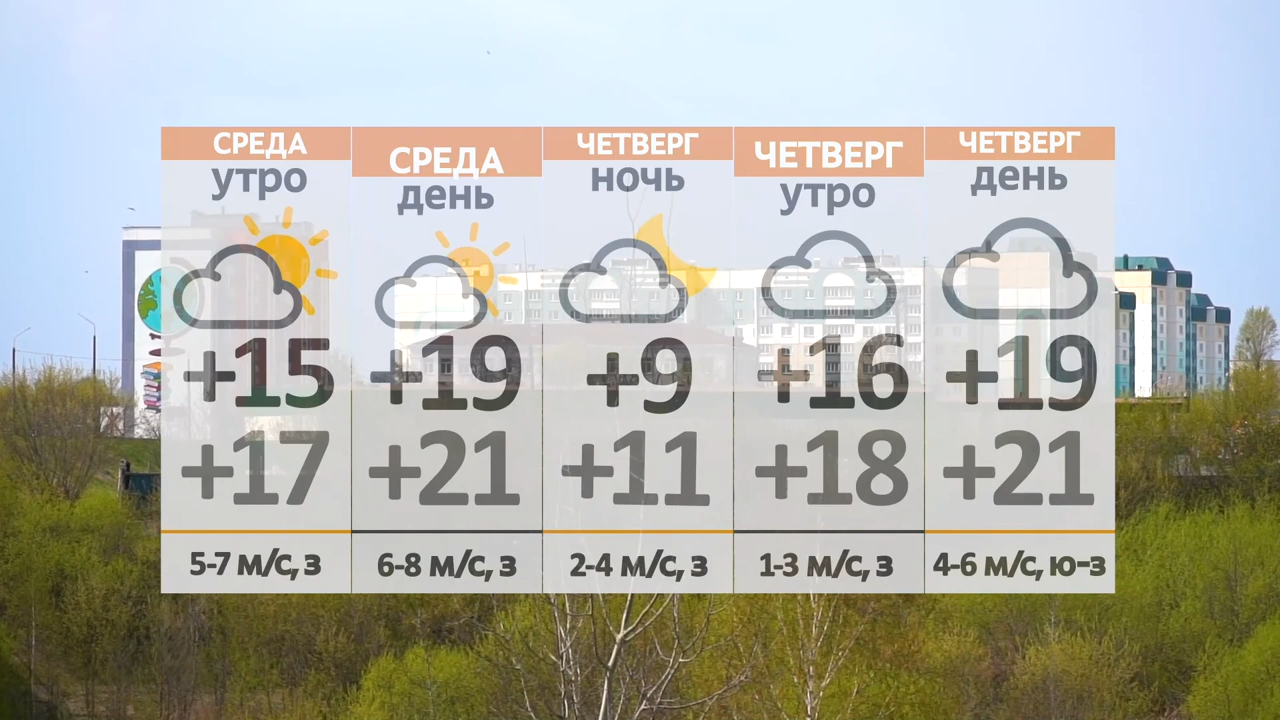 СРЕДА
утро
+15
+17
5-7 м/с, з
СРЕДА
день
+19
+21
6-8 м/с, з
ЧЕТВЕРГ
ночь
+9
+11
2-4 м/с, з
ЧЕТВЕРГ
утро
+16
+18
1-3 м/с, з
ЧЕТВЕРГ
день
+19
+21
4-6 м/с, ю-з